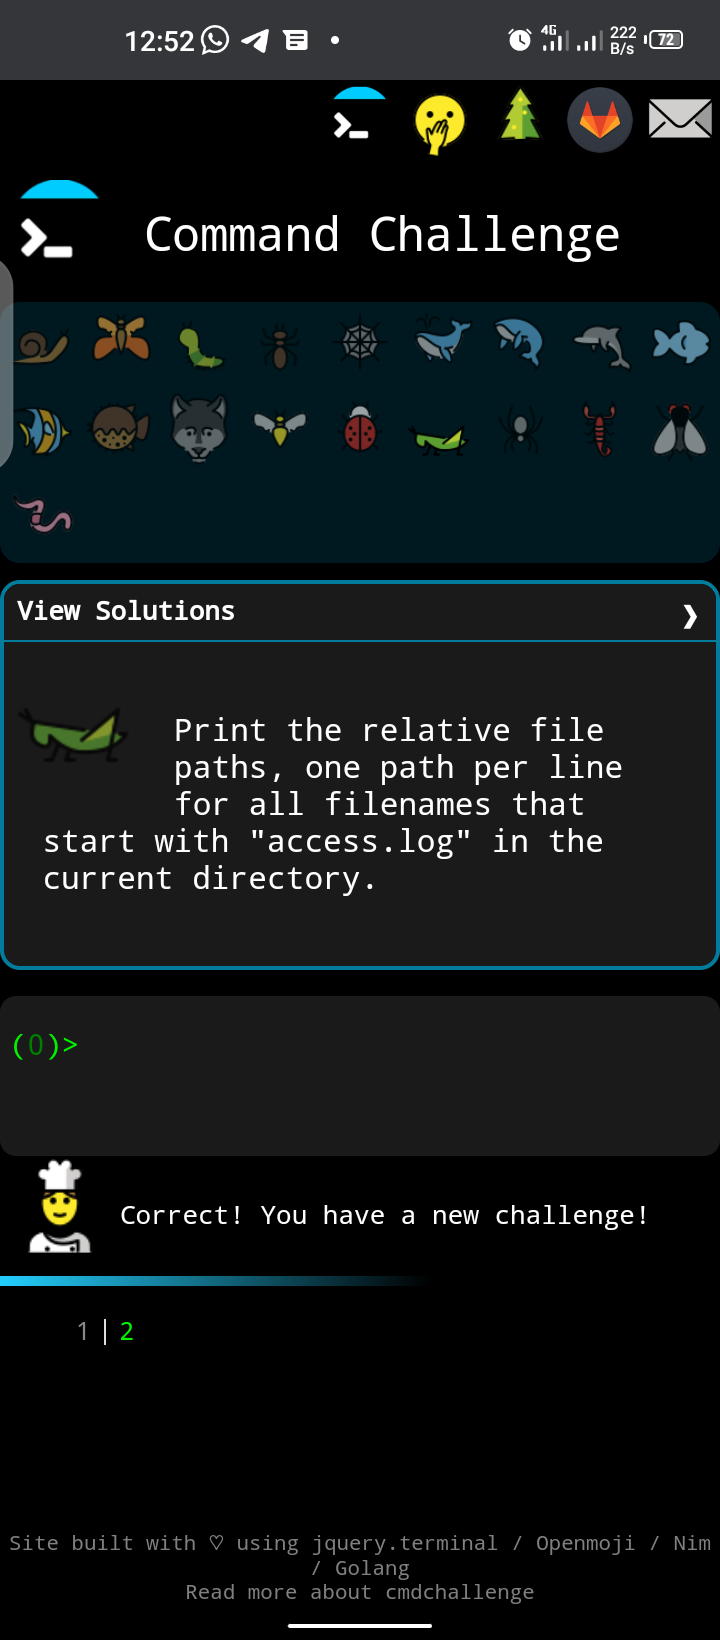 12:52
4G
222
B/s
72
Command Challenge
View Solutions
Print the relative file
paths, one path per line
for all filenames that
start with "access.log" in the
current directory.
(0)>
Correct! You have a new challenge!
1 | 2
Site built with ♡ using jquery.terminal / Openmoji / Nim
/ Golang
Read more about cmdchallenge